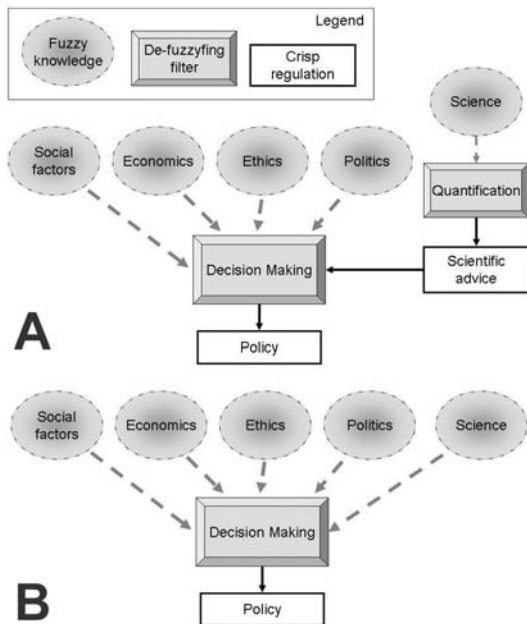 Legend
Fuzzy
knowledge
De-fuzzyfing
filter
Crisp
regulation
Science
Social
factors
Economics
Ethics
Politics
Quantification
Decision Making
Scientific
advice
A
Policy
Social
factors
Economics
Ethics
Politics
Science
Decision Making
B
Policy